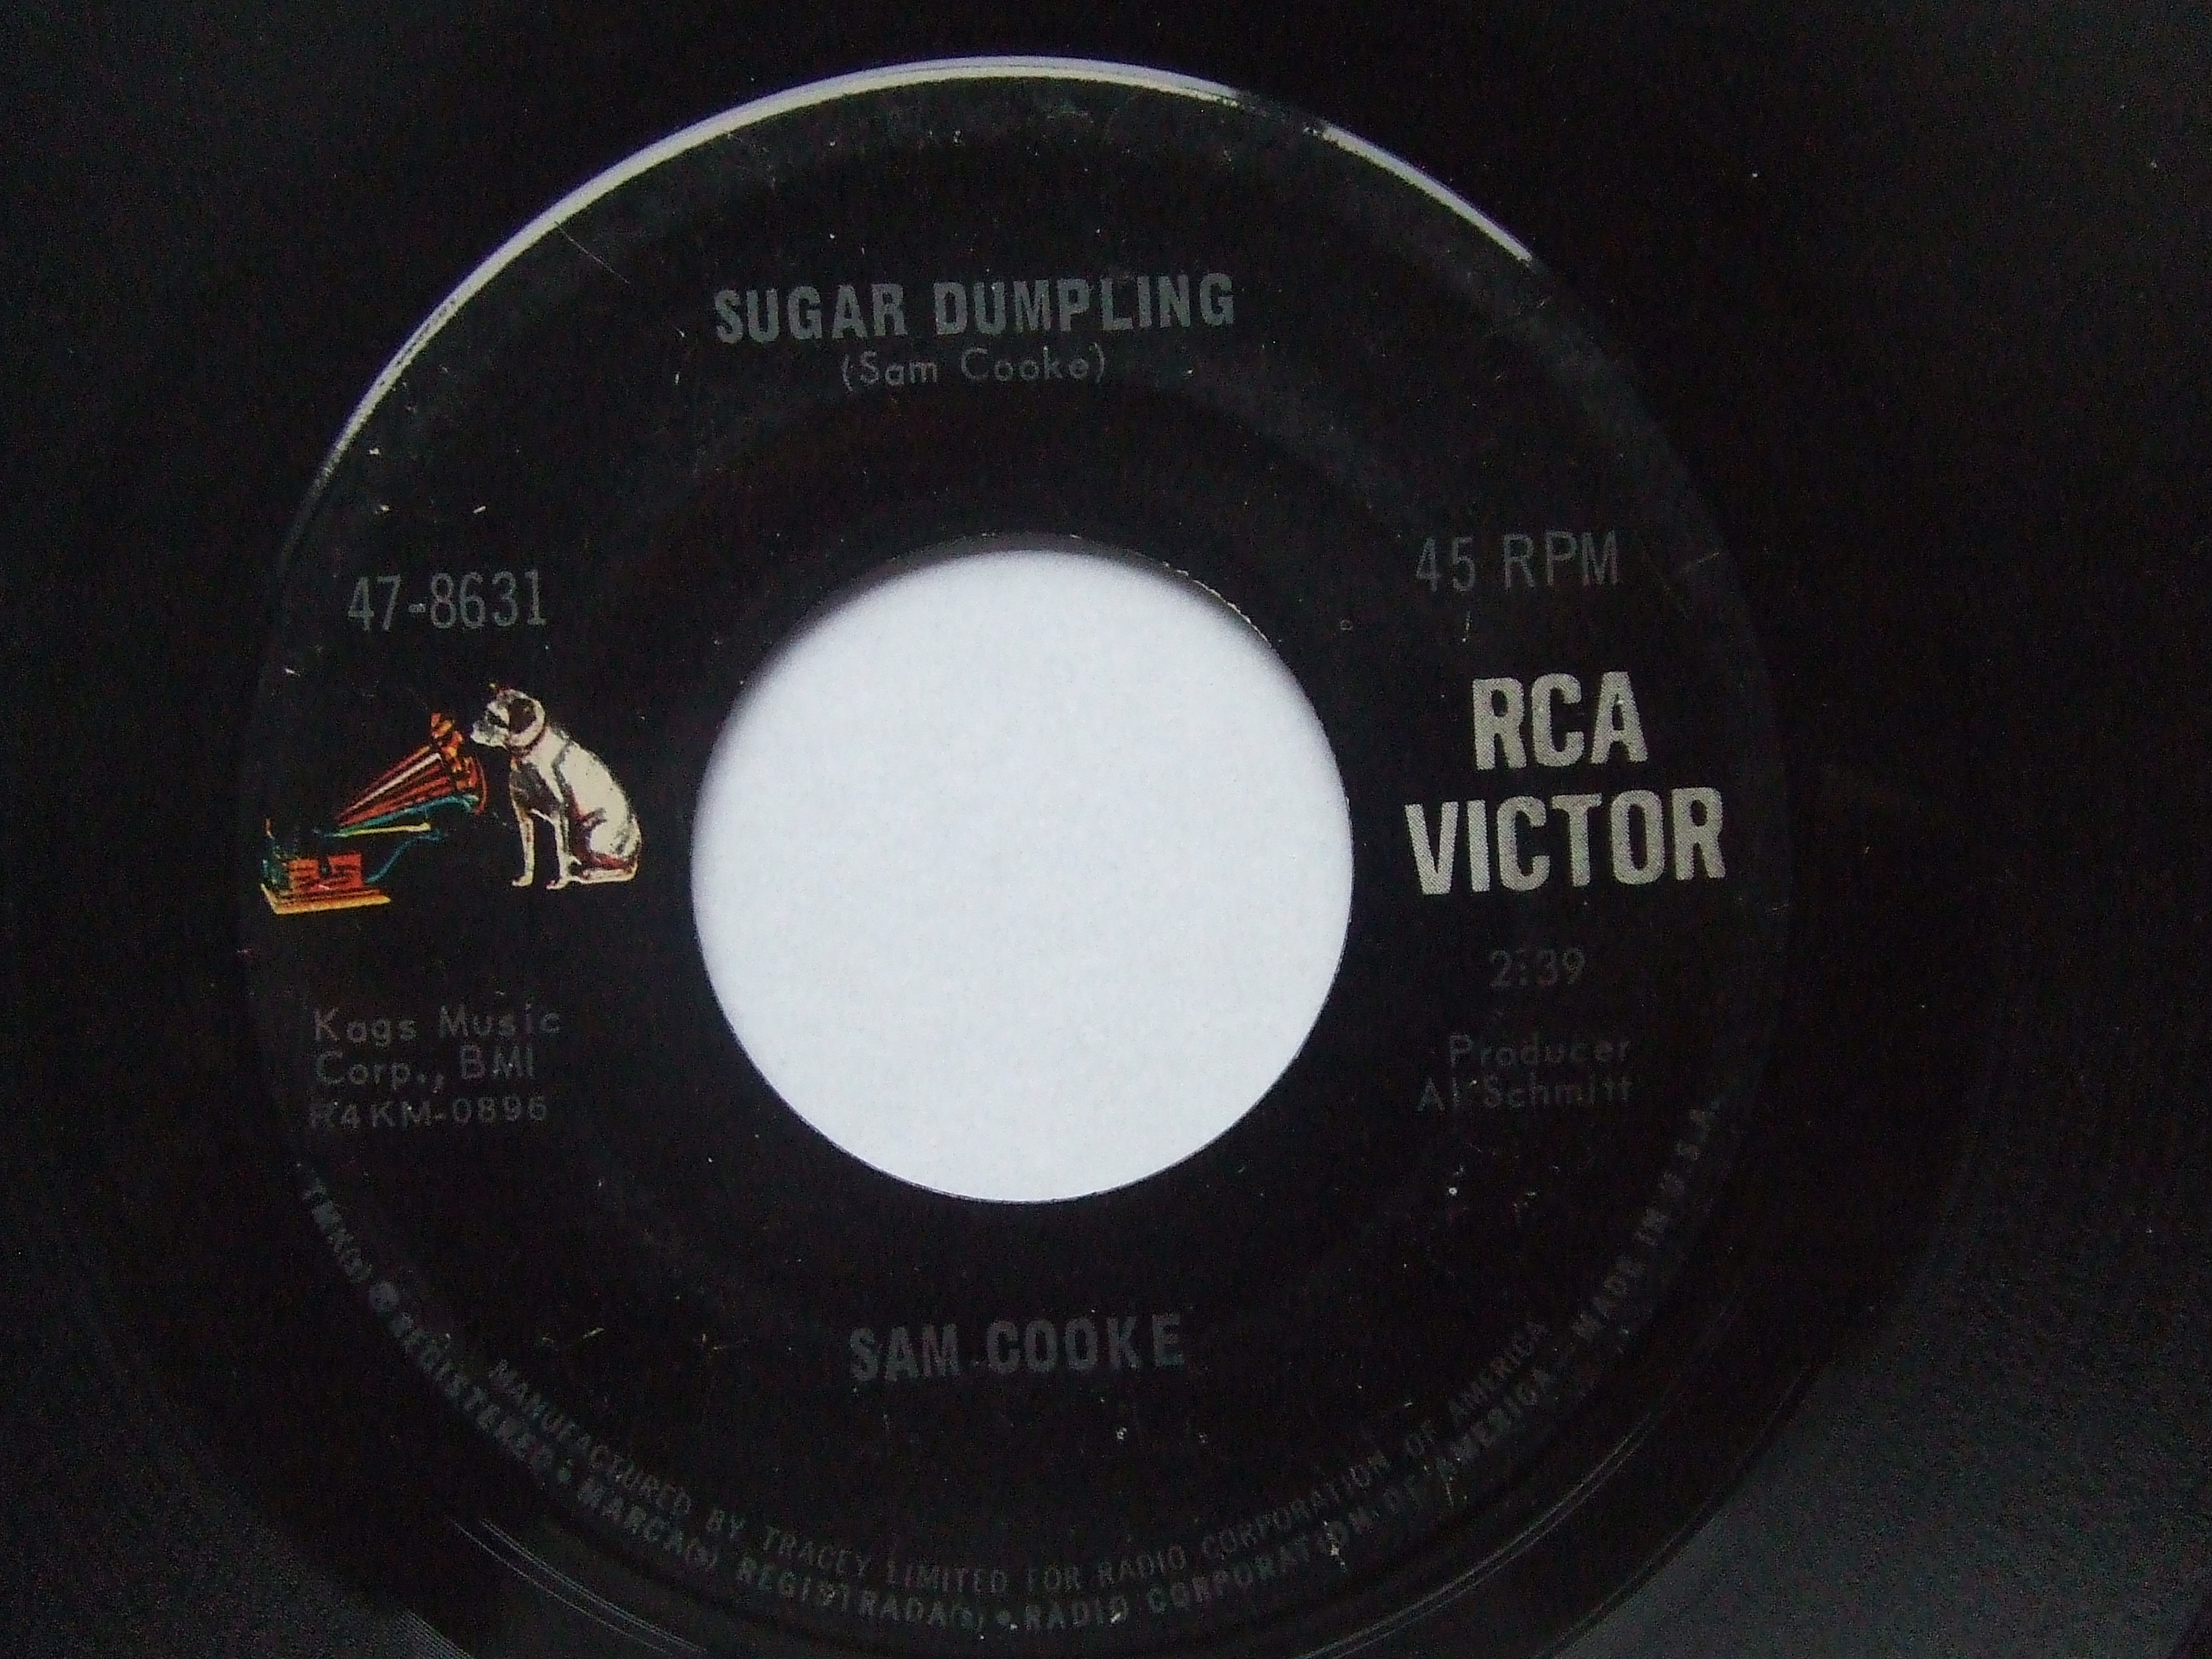 SUGAR DUMPLING
(Sam Cooke)
47-8631
45 RPM
RCA
VICTOR
2:39
Kags Music
Corp., BMI
R4KM-0896
Producer
Al Schmitt
SAM COOKE
MANUFACTURED BY TRACEY LIMITED FOR RADIO CORPORATION OF AMERICA
TMK(s) ® REGISTERED • MARCA(s) REGISTRADA(s) • RADIO CORPORATION OF AMERICA — MADE IN U.S.A.